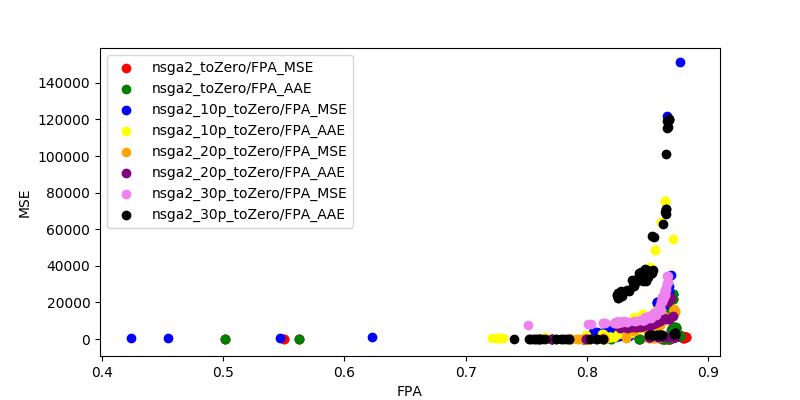 nsga2_toZero/FPA_MSE
nsga2_toZero/FPA_AAE
nsga2_10p_toZero/FPA_MSE
nsga2_10p_toZero/FPA_AAE
nsga2_20p_toZero/FPA_MSE
nsga2_20p_toZero/FPA_AAE
nsga2_30p_toZero/FPA_MSE
nsga2_30p_toZero/FPA_AAE
140000
120000
100000
80000
60000
40000
20000
0
MSE
0.4 0.5 0.6 0.7 0.8 0.9
FPA